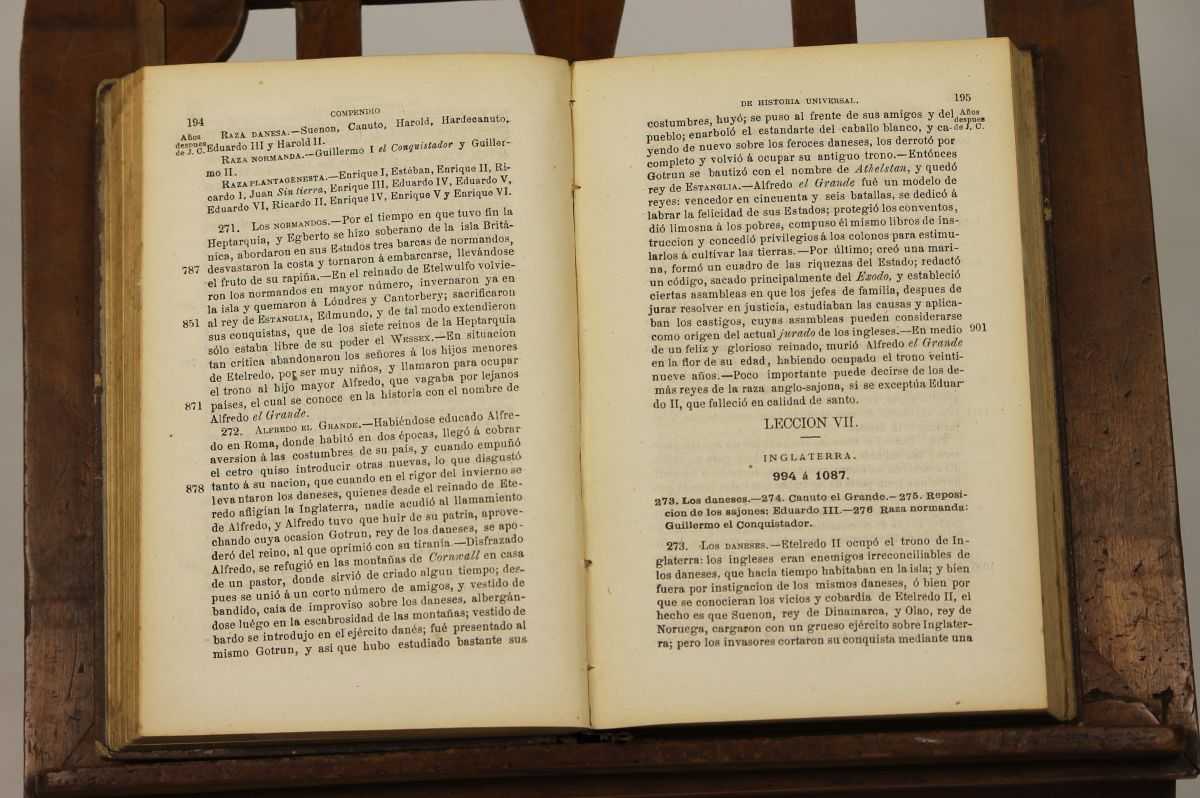 194
COMPENDIO
Años
despues
de J. C.
RAZA DANESA.—Suenon, Canuto, Harold, Hardecanuto,
Eduardo III y Harold II.
RAZA NORMANDA.—Guillermo I el Conquistador y Guiller-
mo II.
RAZA PLANTAGENESTA.—Enrique I, Estéban, Enrique II, Ri-
cardo I, Juan Sin tierra, Enrique III, Eduardo IV, Eduardo V,
Eduardo VI, Ricardo II, Enrique IV, Enrique V y Enrique VI.
271. LOS NORMANDOS.—Por el tiempo en que tuvo fin la
Heptarquía, y Egberto se hizo soberano de la isla Britá-
nica, abordaron en sus Estados tres barcas de normandos,
787 desvastaron la costa y tornaron á embarcarse, llevándose
el fruto de su rapiña.—En el reinado de Etelwulfo volvie-
ron los normandos en mayor número, invernaron ya en
la isla y quemaron á Lóndres y Cantorbery; sacrificaron
851 al rey de ESTANGLIA, Edmundo, y de tal modo extendieron
sus conquistas, que de los siete reinos de la Heptarquía
sólo estaba libre de su poder el WESSEX.—En situacion
tan crítica abandonaron los señores á los hijos menores
de Etelredo, por ser muy niños, y llamaron para ocupar
el trono al hijo mayor Alfredo, que vagaba por lejanos
871 países, el cual se conoce en la historia con el nombre de
Alfredo el Grande.
272. ALFREDO EL GRANDE.—Habiéndose educado Alfre-
do en Roma, donde habitó en dos épocas, llegó á cobrar
aversion á las costumbres de su país, y cuando empuñó
el cetro quiso introducir otras nuevas, lo que disgustó
878 tanto á su nacion, que cuando en el rigor del invierno se
levantaron los daneses, quienes desde el reinado de Ete-
redo afligian la Inglaterra, nadie acudió al llamamiento
de Alfredo, y Alfredo tuvo que huir de su patria, aprove-
chando cuya ocasion Gotrun, rey de los daneses, se apo-
deró del reino, al que oprimió con su tiranía.—Disfrazado
Alfredo, se refugió en las montañas de Cornwall en casa
de un pastor, donde sirvió de criado algun tiempo; des-
pues se unió á un corto número de amigos, y vestido de
bandido, caia de improviso sobre los daneses, albergán-
dose luégo en la escabrosidad de las montañas; vestido de
bardo se introdujo en el ejército danés; fué presentado al
mismo Gotrun, y así que hubo estudiado bastante sus
DE HISTORIA UNIVERSAL.
195
Años
despues
de J. C.
costumbres, huyó; se puso al frente de sus amigos y del
pueblo; enarboló el estandarte del caballo blanco, y ca-
yendo de nuevo sobre los feroces daneses, los derrotó por
completo y volvió á ocupar su antiguo trono.—Entónces
Gotrun se bautizó con el nombre de Athelstan, y quedó
rey de ESTANGLIA.—Alfredo el Grande fué un modelo de
reyes: vencedor en cincuenta y seis batallas, se dedicó á
labrar la felicidad de sus Estados; protegió los conventos,
dió limosna á los pobres, compuso él mismo libros de ins-
truccion y concedió privilegios á los colonos para estimu-
larlos á cultivar las tierras.—Por último; creó una mari-
na, formó un cuadro de las riquezas del Estado; redactó
un código, sacado principalmente del Exodo, y estableció
ciertas asambleas en que los jefes de familia, despues de
jurar resolver en justicia, estudiaban las causas y aplica-
ban los castigos, cuyas asambleas pueden considerarse
como orígen del actual jurado de los ingleses.—En medio 901
de un feliz y glorioso reinado, murió Alfredo el Grande
en la flor de su edad, habiendo ocupado el trono veinti-
nueve años.—Poco importante puede decirse de los de-
más reyes de la raza anglo-sajona, si se exceptúa Eduar-
do II, que falleció en calidad de santo.
LECCION VII.
INGLATERRA.
994 á 1087.
273. Los daneses.—274. Canuto el Grande.—275. Reposi-
cion de los sajones: Eduardo III.—276 Raza normanda:
Guillermo el Conquistador.
273. LOS DANESES.—Etelredo II ocupó el trono de In-
glaterra: los ingleses eran enemigos irreconciliables de
los daneses, que hacía tiempo habitaban en la isla; y bien
fuera por instigacion de los mismos daneses, ó bien por
que se conocieran los vicios y cobardía de Etelredo II, el
hecho es que Suenon, rey de Dinamarca, y Olao, rey de
Noruega, cargaron con un grueso ejército sobre Inglater-
ra; pero los invasores cortaron su conquista mediante una